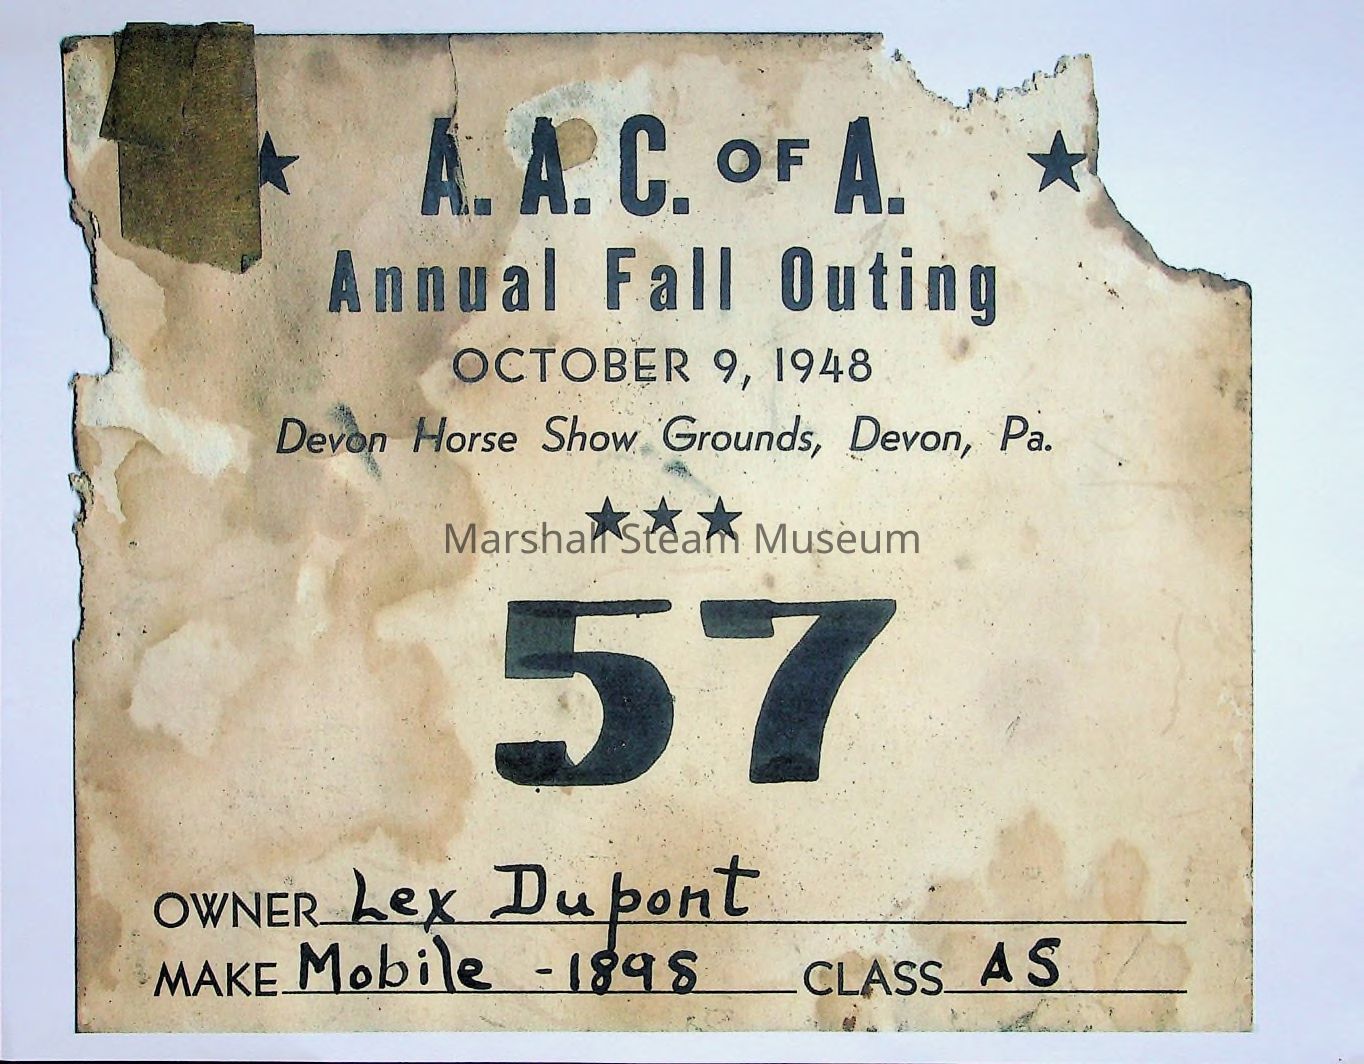 ★ A. A. C. OF A. ★
Annual Fall Outing
OCTOBER 9, 1948
Devon Horse Show Grounds, Devon, Pa.
★★★
Marshall Steam Museum
57
OWNER Lex Dupont
MAKE Mobile - 1898 CLASS AS